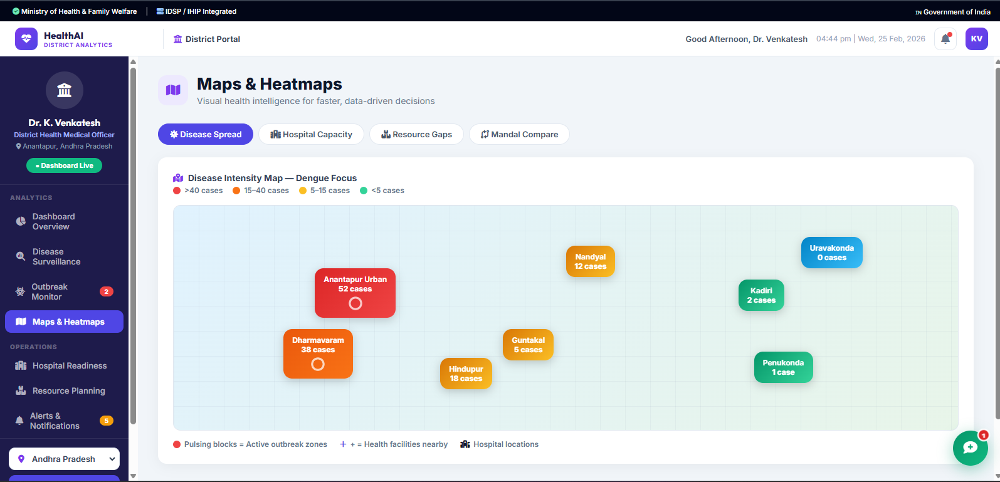 Ministry of Health & Family Welfare
IDSP / IHIP Integrated
IN Government of India
HealthAI
DISTRICT ANALYTICS
District Portal
Good Afternoon, Dr. Venkatesh
04:44 pm | Wed, 25 Feb, 2026
KV
Dr. K. Venkatesh
District Health Medical Officer
Anantapur, Andhra Pradesh
• Dashboard Live
ANALYTICS
Dashboard
Overview
Disease
Surveillance
Outbreak
Monitor
2
Maps & Heatmaps
OPERATIONS
Hospital Readiness
Resource Planning
Alerts &
Notifications
5
Andhra Pradesh
Maps & Heatmaps
Visual health intelligence for faster, data-driven decisions
Disease Spread
Hospital Capacity
Resource Gaps
Mandal Compare
Disease Intensity Map — Dengue Focus
>40 cases
15–40 cases
5–15 cases
<5 cases
Anantapur Urban
52 cases
Dharmavaram
38 cases
Nandyal
12 cases
Guntakal
5 cases
Hindupur
18 cases
Uravakonda
0 cases
Kadiri
2 cases
Penukonda
1 case
Pulsing blocks = Active outbreak zones
+ = Health facilities nearby
Hospital locations
1